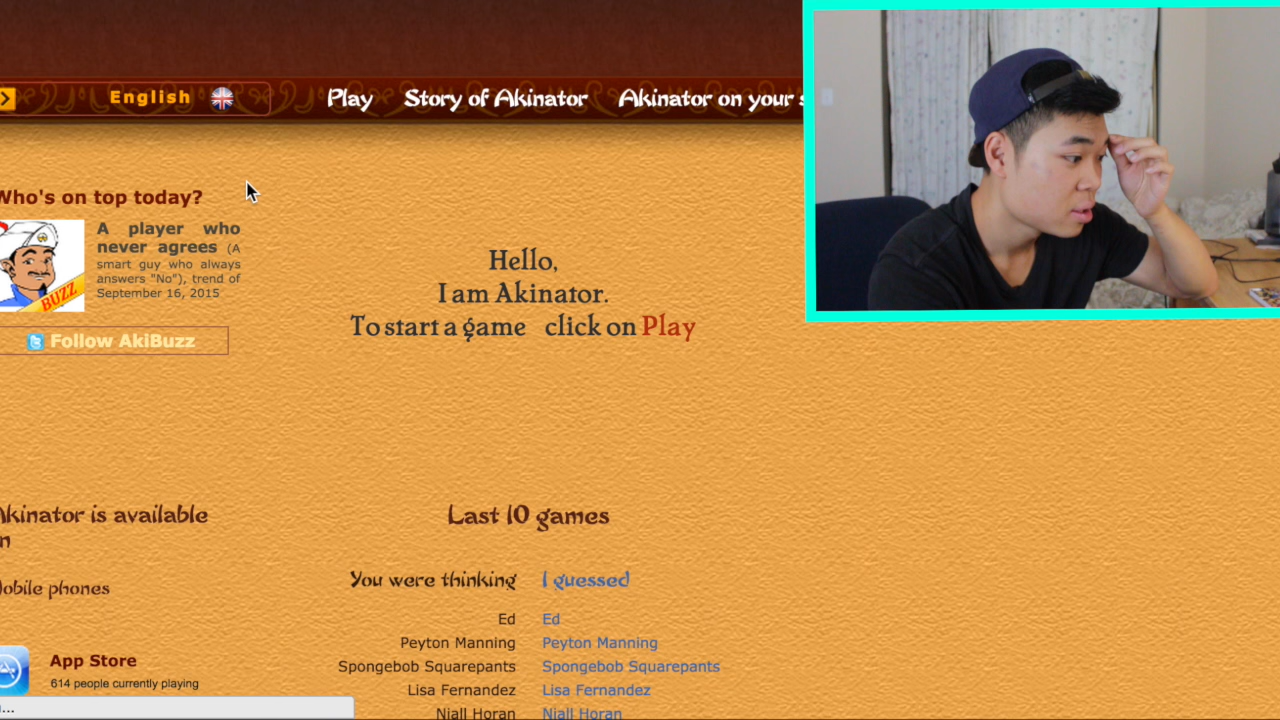 English
Play
Story of Akinator
Akinator on your s
Who's on top today?
A player who
never agrees (A
smart guy who always
answers "No"), trend of
September 16, 2015
BUZZ
Follow AkiBuzz
Hello,
I am Akinator.
To start a game click on Play
Akinator is available
n
Mobile phones
App Store
614 people currently playing
Last 10 games
You were thinking I guessed
Ed Ed
Peyton Manning Peyton Manning
Spongebob Squarepants Spongebob Squarepants
Lisa Fernandez Lisa Fernandez
Niall Horan Niall Horan